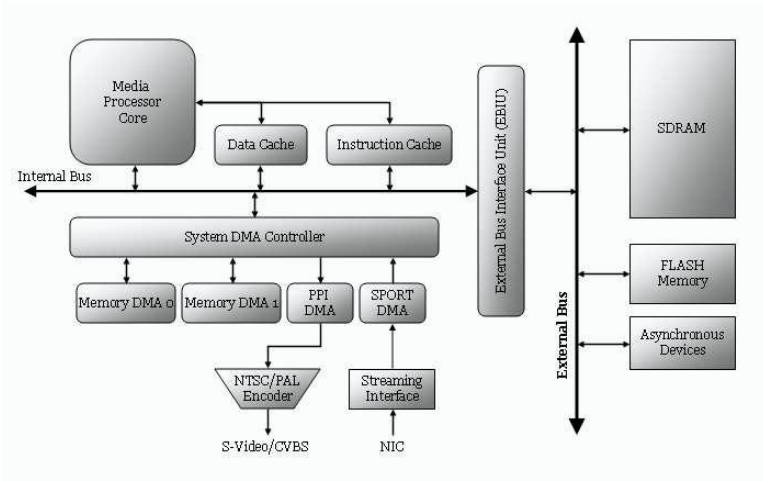 Media
Processor
Core
Data Cache
Instruction Cache
Internal Bus
System DMA Controller
Memory DMA 0
Memory DMA 1
PPI
DMA
SPORT
DMA
NTSC/PAL
Encoder
Streaming
Interface
S-Video/CVBS
NIC
External Bus Interface Unit (EBIU)
External Bus
SDRAM
FLASH
Memory
Asynchronous
Devices